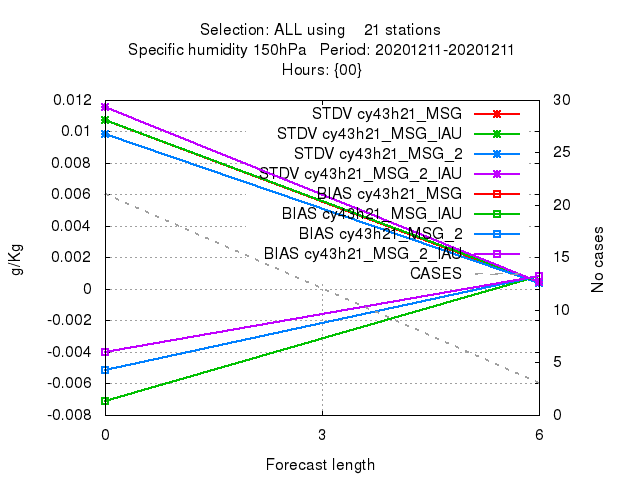 Selection: ALL using 21 stations
Specific humidity 150hPa Period: 20201211-20201211
Hours: {00}
0.012
0.01
0.008
0.006
0.004
0.002
0
-0.002
-0.004
-0.006
-0.008
g/Kg
STDV cy43h21_MSG
STDV cy43h21_MSG_IAU
STDV cy43h21_MSG_2
STDV cy43h21_MSG_2_IAU
BIAS cy43h21_MSG
BIAS cy43h21_MSG_IAU
BIAS cy43h21_MSG_2
BIAS cy43h21_MSG_2_IAU
CASES
30
25
20
15
10
5
0
No cases
0 3 6
Forecast length